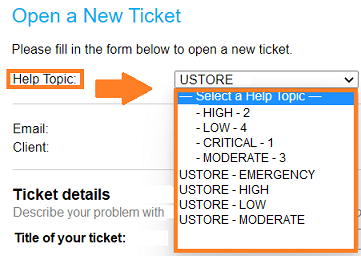 Open a New Ticket
Please fill in the form below to open a new ticket.
Help Topic:
USTORE
— Select a Help Topic —
- HIGH - 2
- LOW - 4
- CRITICAL - 1
- MODERATE - 3
USTORE - EMERGENCY
USTORE - HIGH
USTORE - LOW
USTORE - MODERATE
Email:
Client:
Ticket details
Describe your problem with
Title of your ticket: